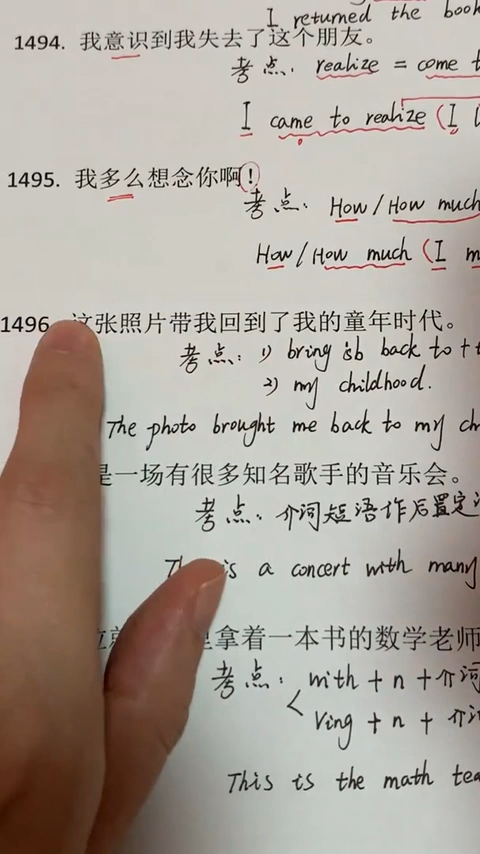 I returned the book
1494. 我意识到我失去了这个朋友。
考点: realize = come t
I came to realize (I
1495. 我多么想念你啊!
考点: How / How much
How / How much (I m
1496 这张照片带我回到了我的童年时代。
考点: 1) bring sb back to + t
2) my childhood.
The photo brought me back to my ch
是一场有很多知名歌手的音乐会。
考点: 介词短语作后置定
is a concert with many
拿着一本书的数学老师
考点: with + n + 介词
Ving + n + 介词
This is the math tea